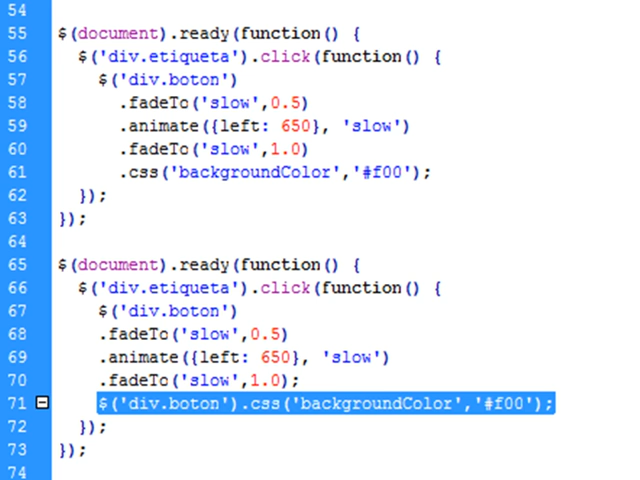 54
55 $(document).ready(function() {
56 $('div.etiqueta').click(function() {
57 $('div.boton')
58 .fadeTo('slow',0.5)
59 .animate({left: 650}, 'slow')
60 .fadeTo('slow',1.0)
61 .css('backgroundColor','#f00');
62 });
63 });
64
65 $(document).ready(function() {
66 $('div.etiqueta').click(function() {
67 $('div.boton')
68 .fadeTo('slow',0.5)
69 .animate({left: 650}, 'slow')
70 .fadeTo('slow',1.0);
71 $('div.boton').css('backgroundColor','#f00');
72 });
73 });
74